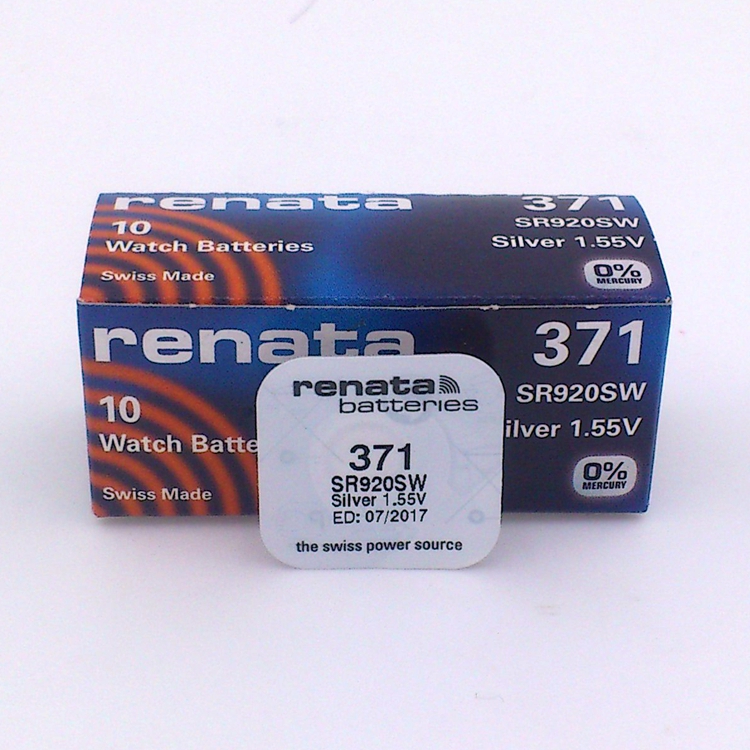 renata
371
10
SR920SW
Watch Batteries
Silver 1.55V
Swiss Made
0%
MERCURY
renata
371
10
SR920SW
Watch Batte
ilver 1.55V
Swiss Made
0%
MERCURY
renata
batteries
371
SR920SW
Silver 1.55V
ED: 07/2017
the swiss power source